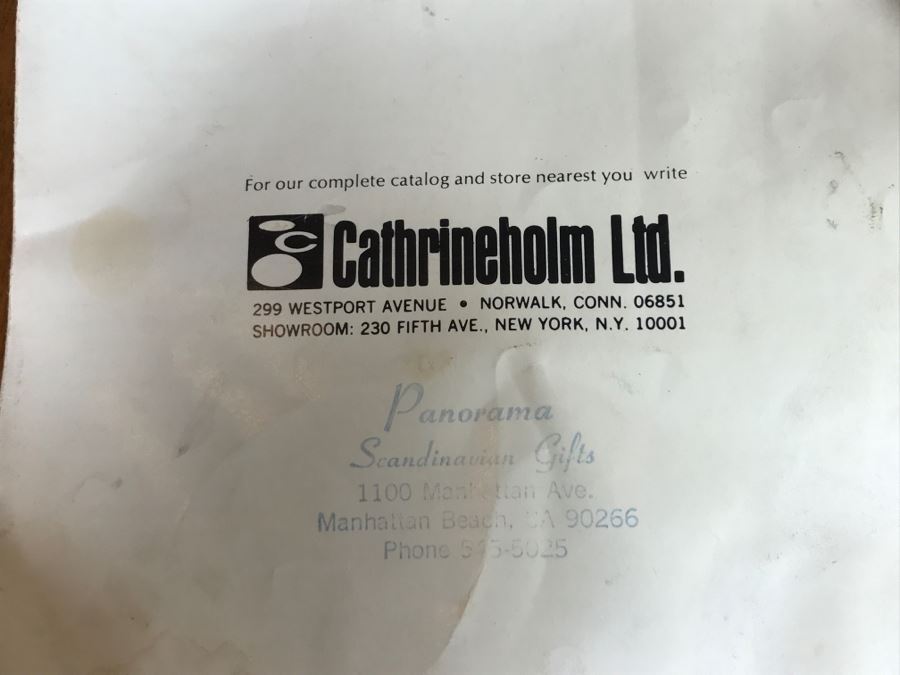 For our complete catalog and store nearest you write
Cathrineholm Ltd.
299 WESTPORT AVENUE • NORWALK, CONN. 06851
SHOWROOM: 230 FIFTH AVE., NEW YORK, N.Y. 10001
Panorama
Scandinavian Gifts
1100 Manhattan Ave.
Manhattan Beach, CA 90266
Phone